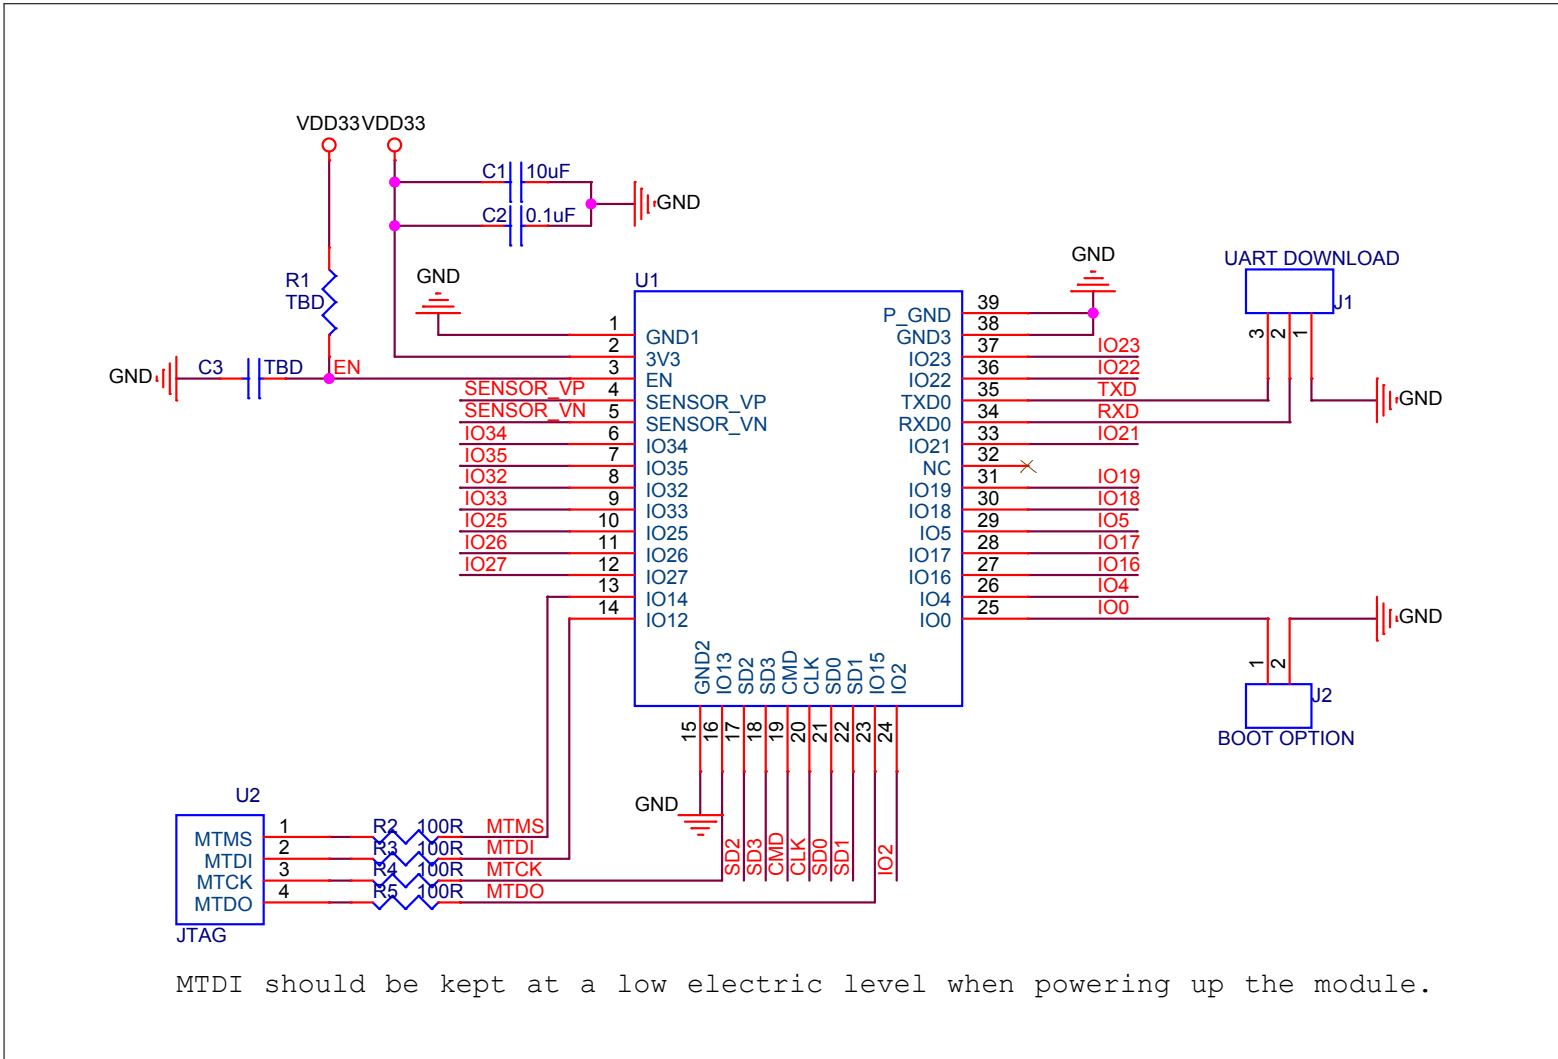 VDD33 VDD33
C1 10uF
GND
C2 0.1uF
R1
TBD
GND
U1
GND
UART DOWNLOAD
J1
3 2 1
GND
C3 TBD EN
GND
1 GND1
2 3V3
3 EN
SENSOR_VP 4 SENSOR_VP
SENSOR_VN 5 SENSOR_VN
IO34 6 IO34
IO35 7 IO35
IO32 8 IO32
IO33 9 IO33
IO25 10 IO25
IO26 11 IO26
IO27 12 IO27
13 IO14
14 IO12
P_GND 39
GND3 38
IO23 37 IO23
IO22 36 IO22
TXD0 35 TXD
RXD0 34 RXD
IO21 33 IO21
NC 32
IO19 31 IO19
IO18 30 IO18
IO5 29 IO5
IO17 28 IO17
IO16 27 IO16
IO4 26 IO4
IO0 25 IO0
GND
1 2
J2
BOOT OPTION
GND2 IO13 SD2 SD3 CMD CLK SD0 SD1 IO15 IO2
15 16 17 18 19 20 21 22 23 24
GND
SD2 SD3 CMD CLK SD0 SD1 IO2
U2
MTMS 1 R2 100R MTMS
MTDI 2 R3 100R MTDI
MTCK 3 R4 100R MTCK
MTDO 4 R5 100R MTDO
JTAG
MTDI should be kept at a low electric level when powering up the module.